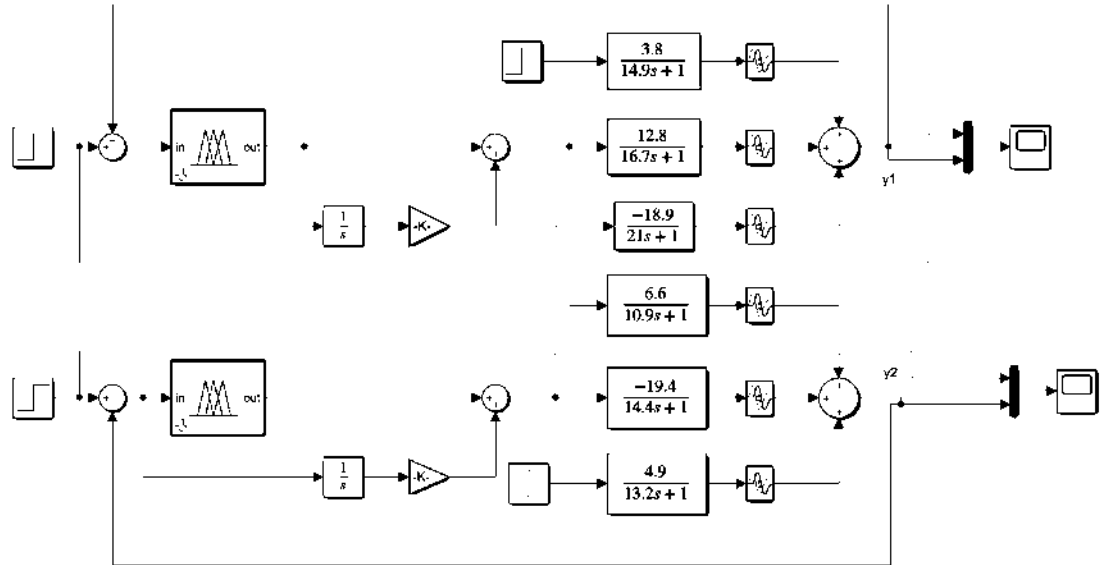 3.8
14.9s + 1
in out
12.8
16.7s + 1
y1
1
s
-K-
-18.9
21s + 1
6.6
10.9s + 1
in out
-19.4
14.4s + 1
y2
1
s
-K-
4.9
13.2s + 1